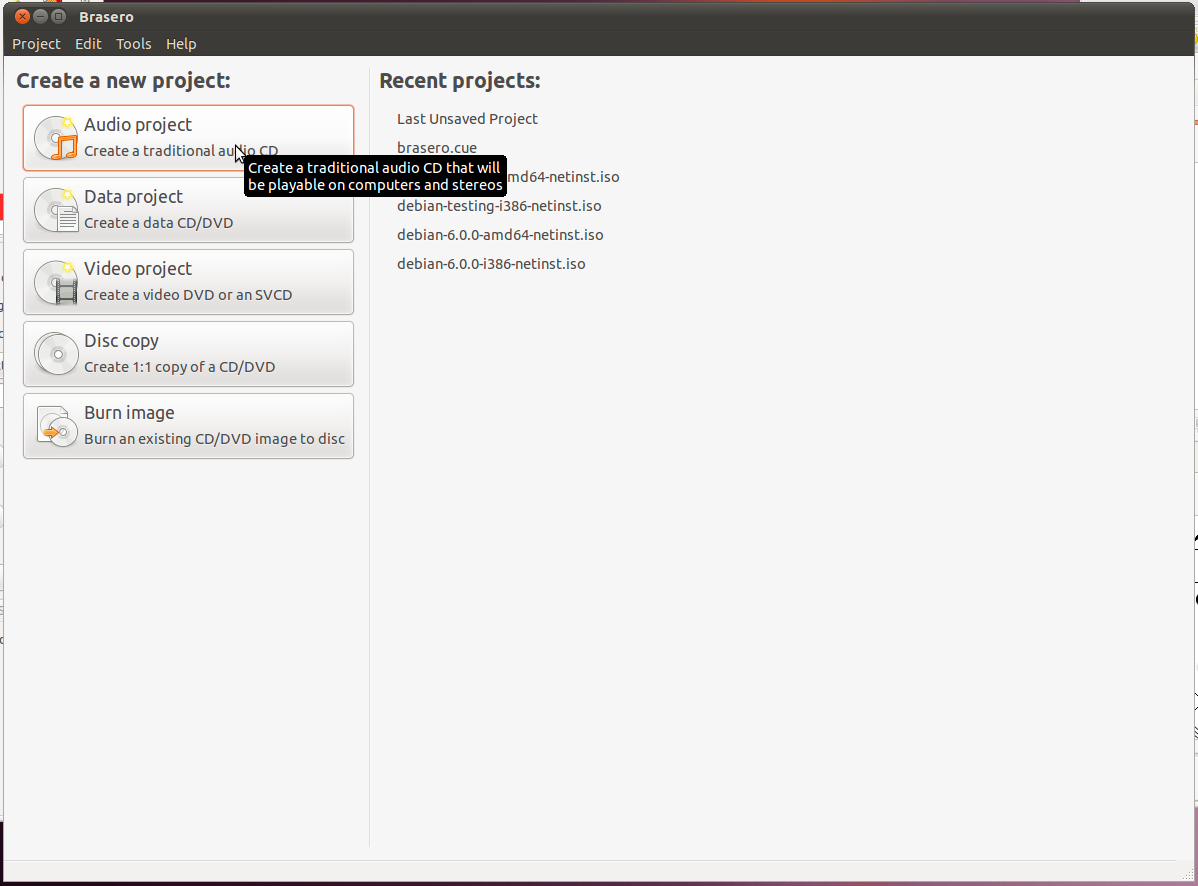 Brasero
Project Edit Tools Help
Create a new project:
Audio project
Create a traditional audio CD
Create a traditional audio CD that will
be playable on computers and stereos
Data project
Create a data CD/DVD
Video project
Create a video DVD or an SVCD
Disc copy
Create 1:1 copy of a CD/DVD
Burn image
Burn an existing CD/DVD image to disc
Recent projects:
Last Unsaved Project
brasero.cue
md64-netinst.iso
debian-testing-i386-netinst.iso
debian-6.0.0-amd64-netinst.iso
debian-6.0.0-i386-netinst.iso